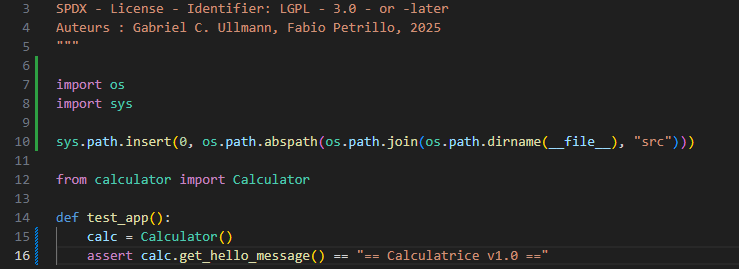 3 SPDX - License - Identifier: LGPL - 3.0 - or -later
4 Auteurs : Gabriel C. Ullmann, Fabio Petrillo, 2025
5 """
6
7 import os
8 import sys
9
10 sys.path.insert(0, os.path.abspath(os.path.join(os.path.dirname(__file__), "src")))
11
12 from calculator import Calculator
13
14 def test_app():
15     calc = Calculator()
16     assert calc.get_hello_message() == "== Calculatrice v1.0 =="